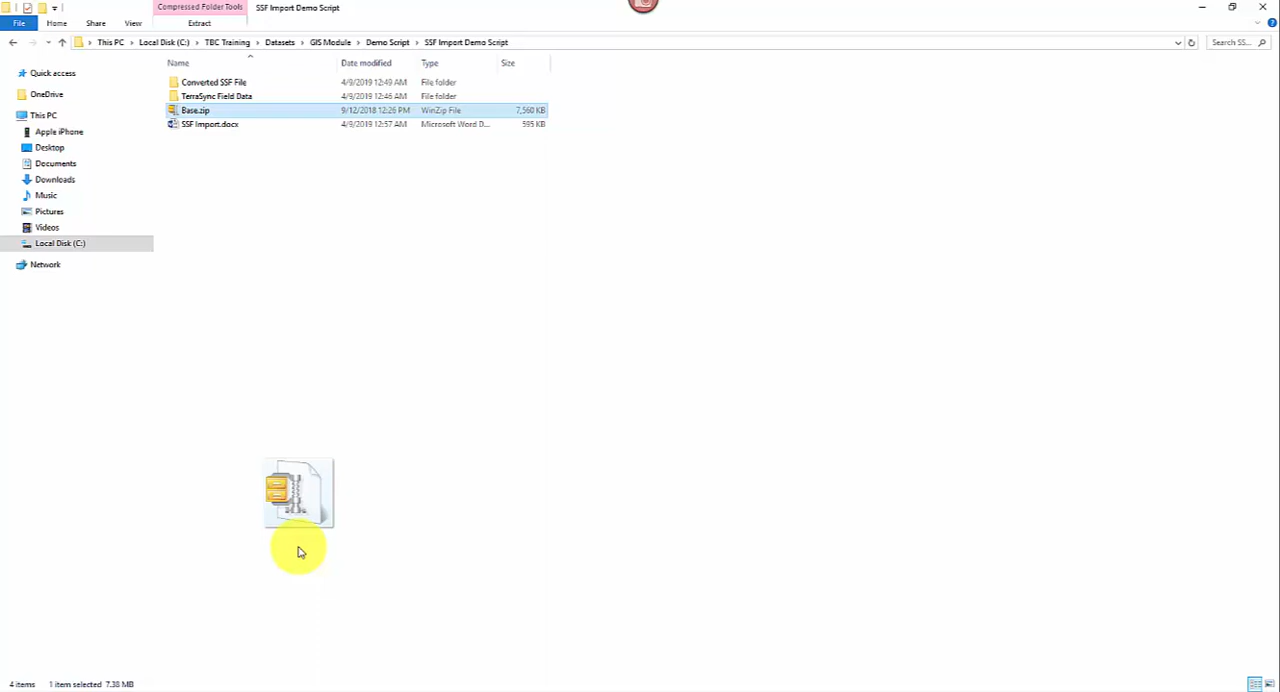 Compressed Folder Tools
SSF Import Demo Script
File
Home
Share
View
Extract
This PC > Local Disk (C:) > TBC Training > Datasets > GIS Module > Demo Script > SSF Import Demo Script
Search SS...
Name
Date modified
Type
Size
Quick access
OneDrive
This PC
Apple iPhone
Desktop
Documents
Downloads
Music
Pictures
Videos
Local Disk (C:)
Network
Converted SSF File 4/9/2019 12:49 AM File folder
TerraSync Field Data 4/9/2019 12:46 AM File folder
Base.zip 9/12/2018 12:26 PM WinZip File 7,560 KB
SSF Import.docx 4/9/2019 12:57 AM Microsoft Word D... 595 KB
4 items 1 item selected 7.38 MB